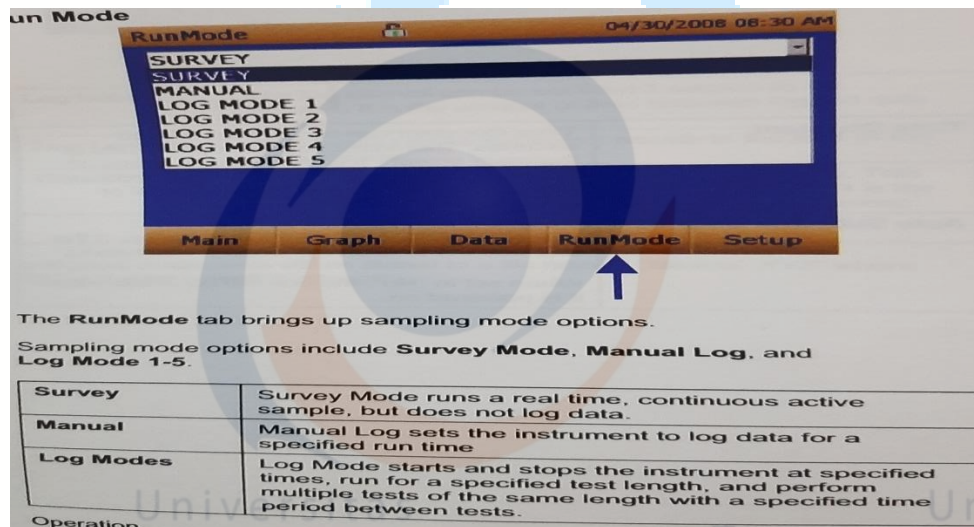 un Mode
RunMode 04/30/2008 08:30 AM
SURVEY
SURVEY
MANUAL
LOG MODE 1
LOG MODE 2
LOG MODE 3
LOG MODE 4
LOG MODE 5
Main Graph Data RunMode Setup
The RunMode tab brings up sampling mode options.
Sampling mode options include Survey Mode, Manual Log, and
Log Mode 1-5.
Survey Survey Mode runs a real time, continuous active
sample, but does not log data.
Manual Manual Log sets the instrument to log data for a
specified run time
Log Modes Log Mode starts and stops the instrument at specified
times, run for a specified test length, and perform
multiple tests of the same length with a specified time
period between tests.
Operation